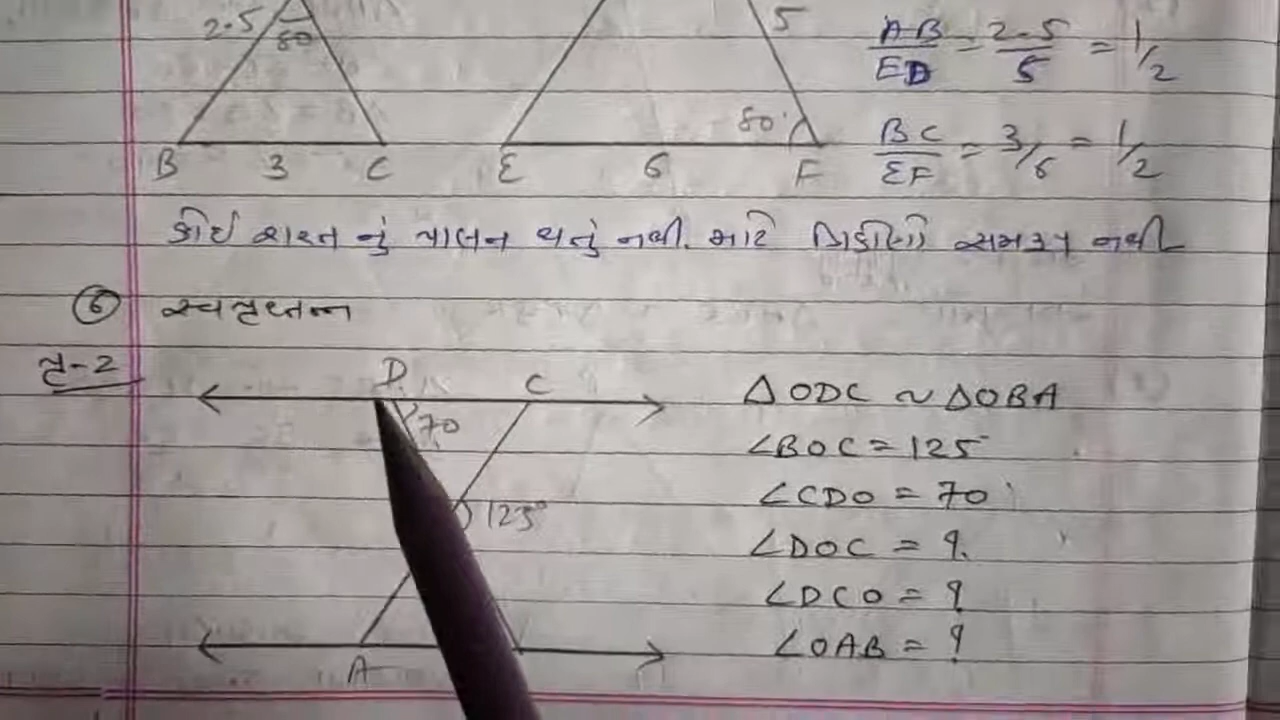 2.5 80 5
AB/ED = 2.5/5 = 1/2
80°
B 3 C E 6 F
BC/EF = 3/6 = 1/2
કોઈ શરત નું પાલન થતું નથી. માટે ત્રિકોણો સમરૂપ નથી
⑥ સ્વપ્રયત્ન
પ્ર-2
D C
△ODC ~ △OBA
70
∠BOC = 125°
∠CDO = 70°
125°
∠DOC = ?
∠DCO = ?
∠OAB = ?
A